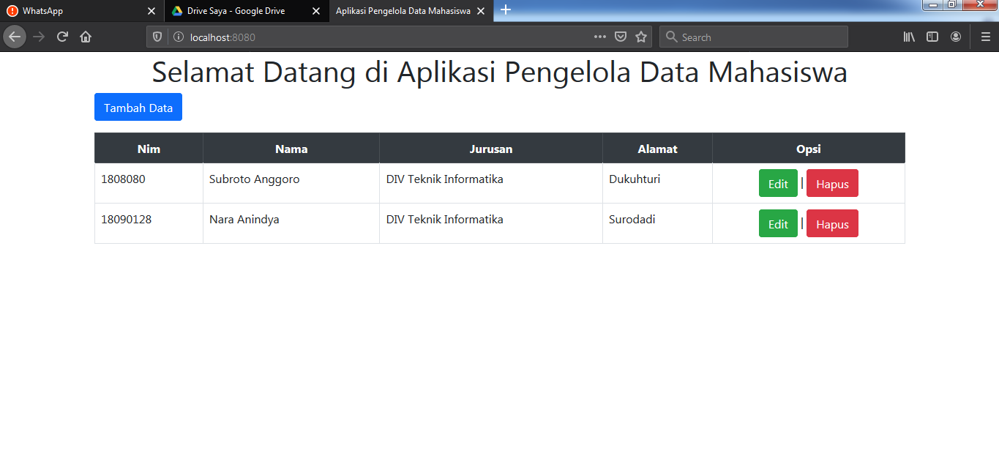 WhatsApp
Drive Saya - Google Drive
Aplikasi Pengelola Data Mahasiswa
localhost:8080
Search
Selamat Datang di Aplikasi Pengelola Data Mahasiswa
Tambah Data
Nim Nama Jurusan Alamat Opsi
1808080 Subroto Anggoro DIV Teknik Informatika Dukuhturi Edit | Hapus
18090128 Nara Anindya DIV Teknik Informatika Surodadi Edit | Hapus